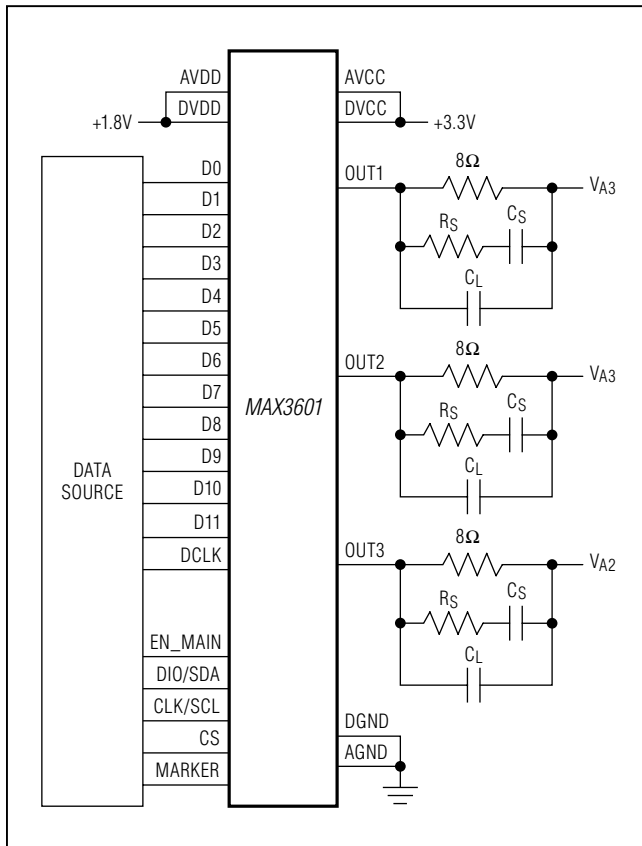 AVDD
DVDD
+1.8V
AVCC
DVCC
+3.3V
DATA
SOURCE
D0
D1
D2
D3
D4
D5
D6
D7
D8
D9
D10
D11
DCLK
EN_MAIN
DIO/SDA
CLK/SCL
CS
MARKER
MAX3601
OUT1
8Ω
VA3
RS
CS
CL
OUT2
8Ω
VA3
RS
CS
CL
OUT3
8Ω
VA2
RS
CS
CL
DGND
AGND